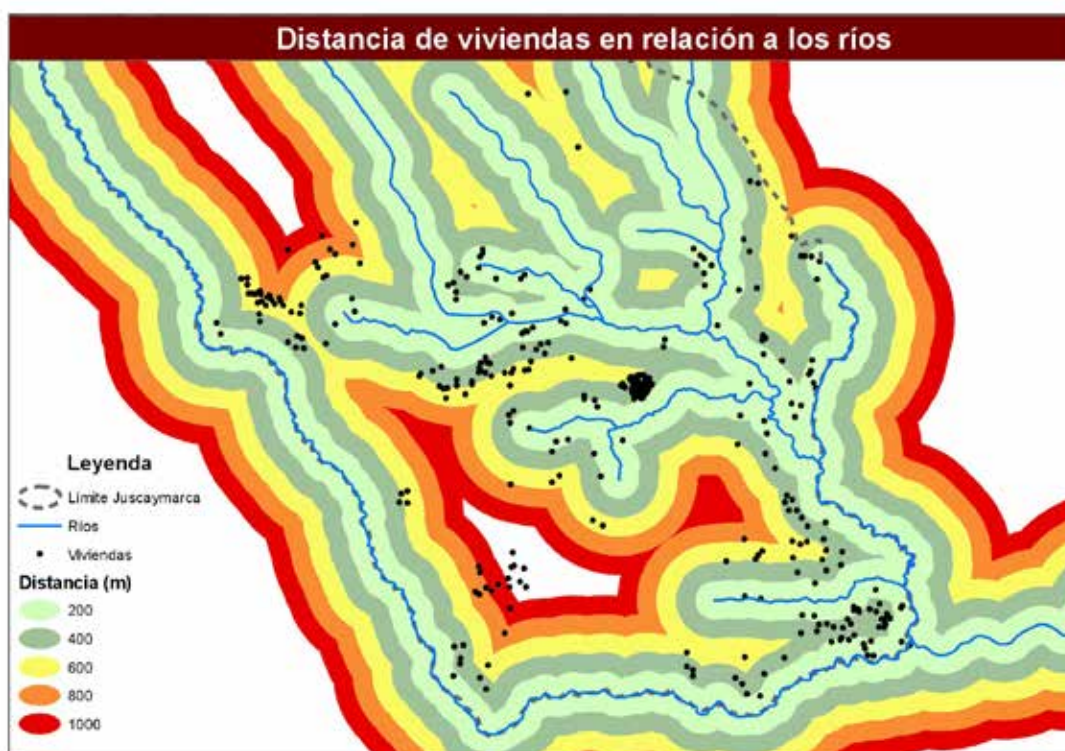 Distancia de viviendas en relación a los ríos
Leyenda
Límite Juscaymarca
Ríos
Viviendas
Distancia (m)
200
400
600
800
1000